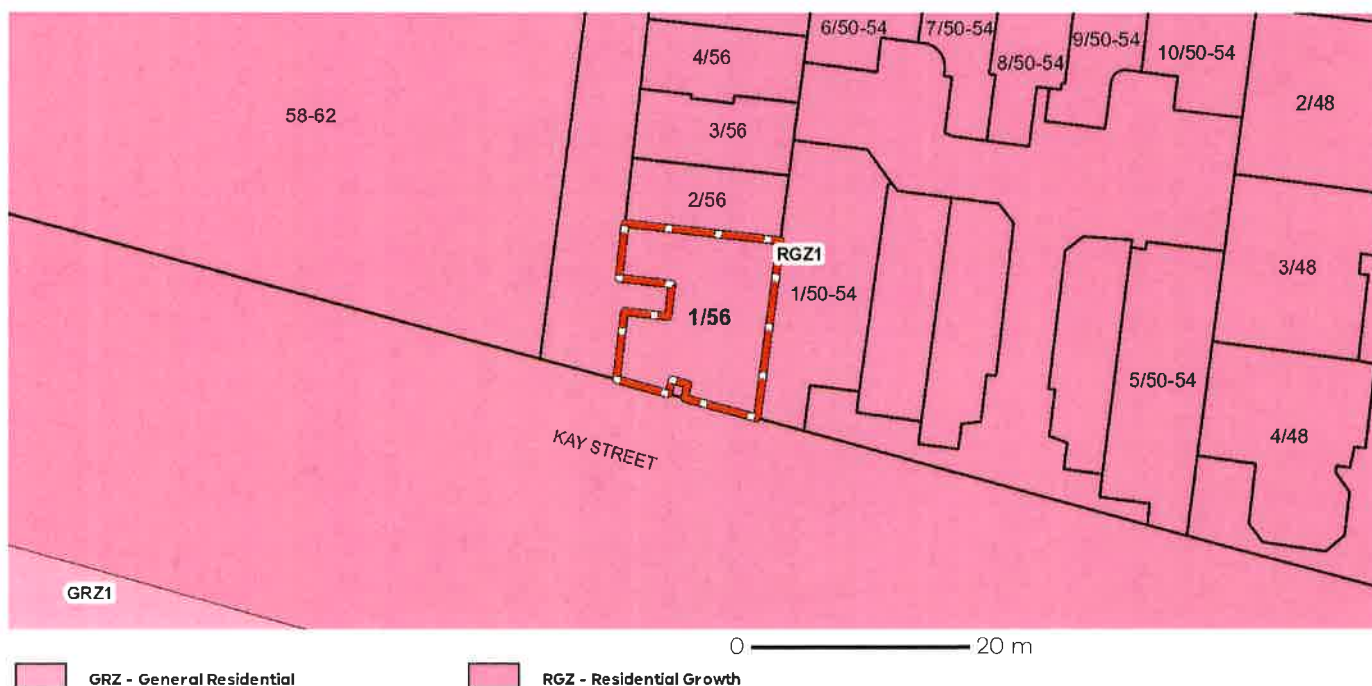 6/50-54
7/50-54
8/50-54
9/50-54
10/50-54
4/56
2/48
58-62
3/56
2/56
RGZ1
3/48
1/50-54
1/56
5/50-54
4/48
KAY STREET
GRZ1
0 20 m
GRZ - General Residential
RGZ - Residential Growth